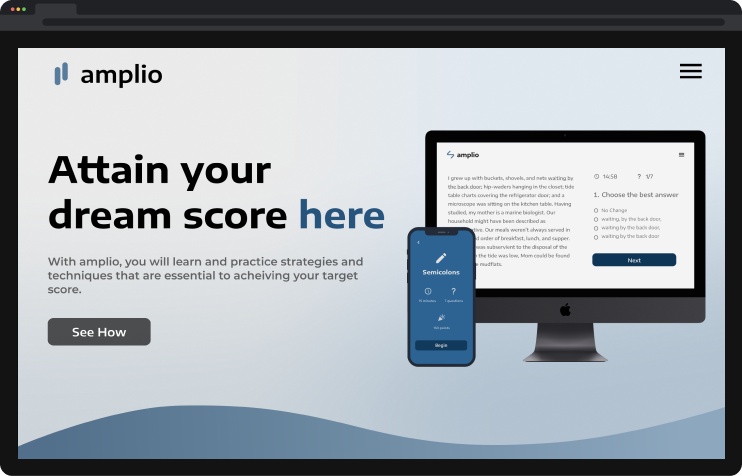 amplio
Attain your
dream score here
With amplio, you will learn and practice strategies and
techniques that are essential to acheiving your target
score.
See How
amplio
I grew up with buckets, shovels, and nets waiting by
the back door; hip-waders hanging in the closet; tide
table charts covering the refrigerator door; and a
microscope was sitting on the kitchen table. Having
studied, my mother is a marine biologist. Our
household might have been described as
tive. Our meals weren't always served in
d order of breakfast, lunch, and supper.
was subservient to the disposal of the
the tide was low, Mom could be found
mudflats.
14:58
? 1/7
1. Choose the best answer
No Change
waiting, by the back door,
waiting by the back door,
waiting by the back door
Next
Semicolons
?
Begin